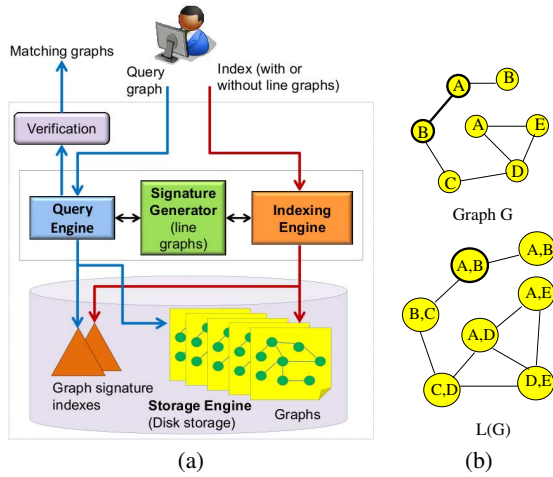 Matching graphs
Query
graph
Index (with or
without line graphs)
Verification
Query
Engine
Signature
Generator
(line
graphs)
Indexing
Engine
Graph signature
indexes
Storage Engine
(Disk storage)
Graphs
(a)
A
B
B
A
E
C
D
Graph G
A,B
A,B
A,E
B,C
A,D
C,D
D,E
L(G)
(b)